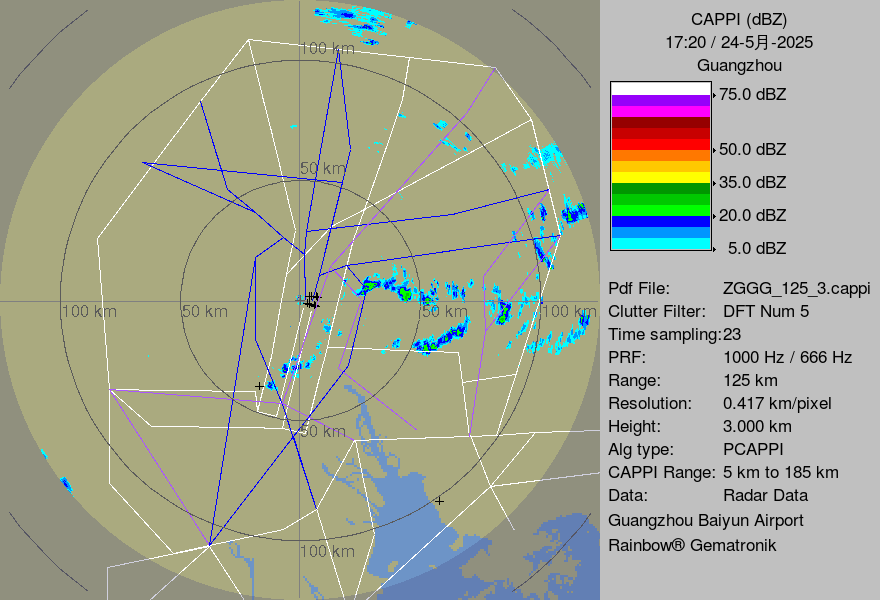 CAPPI (dBZ)
17:20 / 24-5月-2025
Guangzhou
75.0 dBZ
50.0 dBZ
35.0 dBZ
20.0 dBZ
5.0 dBZ
100 km
50 km
100 km
50 km
50 km
100 km
50 km
100 km
Pdf File: ZGGG_125_3.cappi
Clutter Filter: DFT Num 5
Time sampling:23
PRF: 1000 Hz / 666 Hz
Range: 125 km
Resolution: 0.417 km/pixel
Height: 3.000 km
Alg type: PCAPPI
CAPPI Range: 5 km to 185 km
Data: Radar Data
Guangzhou Baiyun Airport
Rainbow® Gematronik